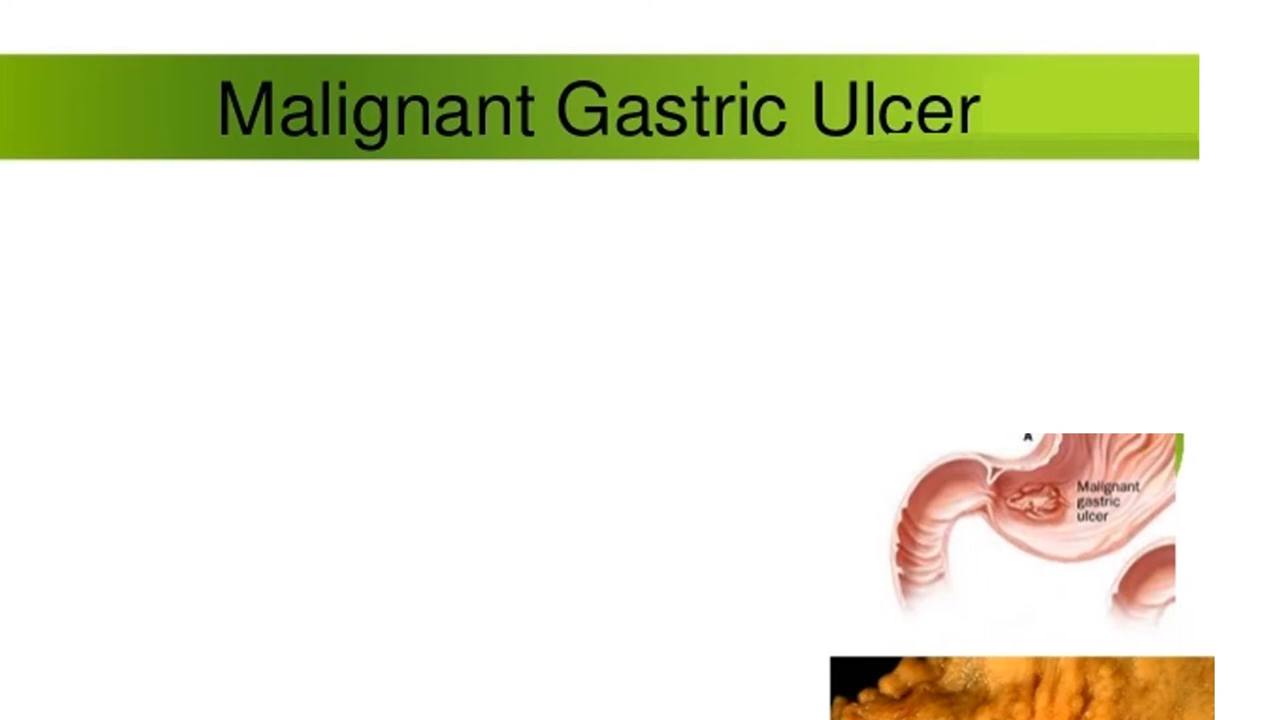 Malignant Gastric Ulcer
A
Malignant
gastric
ulcer